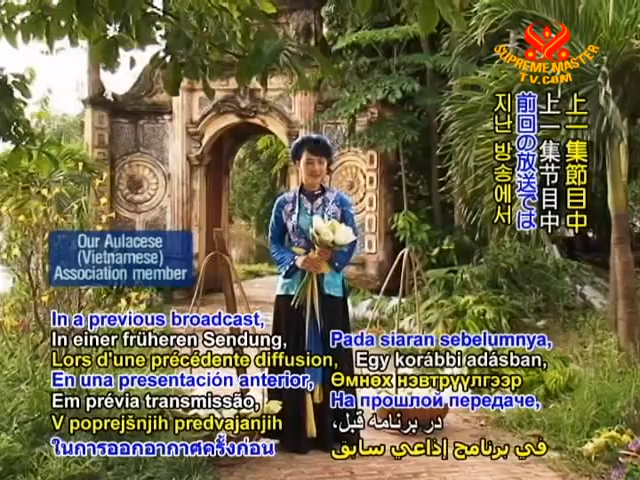 SUPREME MASTER
TV.COM
上一集節目中
上一集节目中
前回の放送では
지난 방송에서
Our Aulacese
(Vietnamese)
Association member
In a previous broadcast,
In einer früheren Sendung,
Lors d'une précédente diffusion,
En una presentación anterior,
Em prévia transmissão,
V poprejšnjih predvajanjih
ในการออกอากาศครั้งก่อน
Pada siaran sebelumnya,
Egy korábbi adásban,
Өмнөх нэвтрүүлгээр
На прошлой передаче,
در برنامه قبل،
في برنامج إذاعي سابق